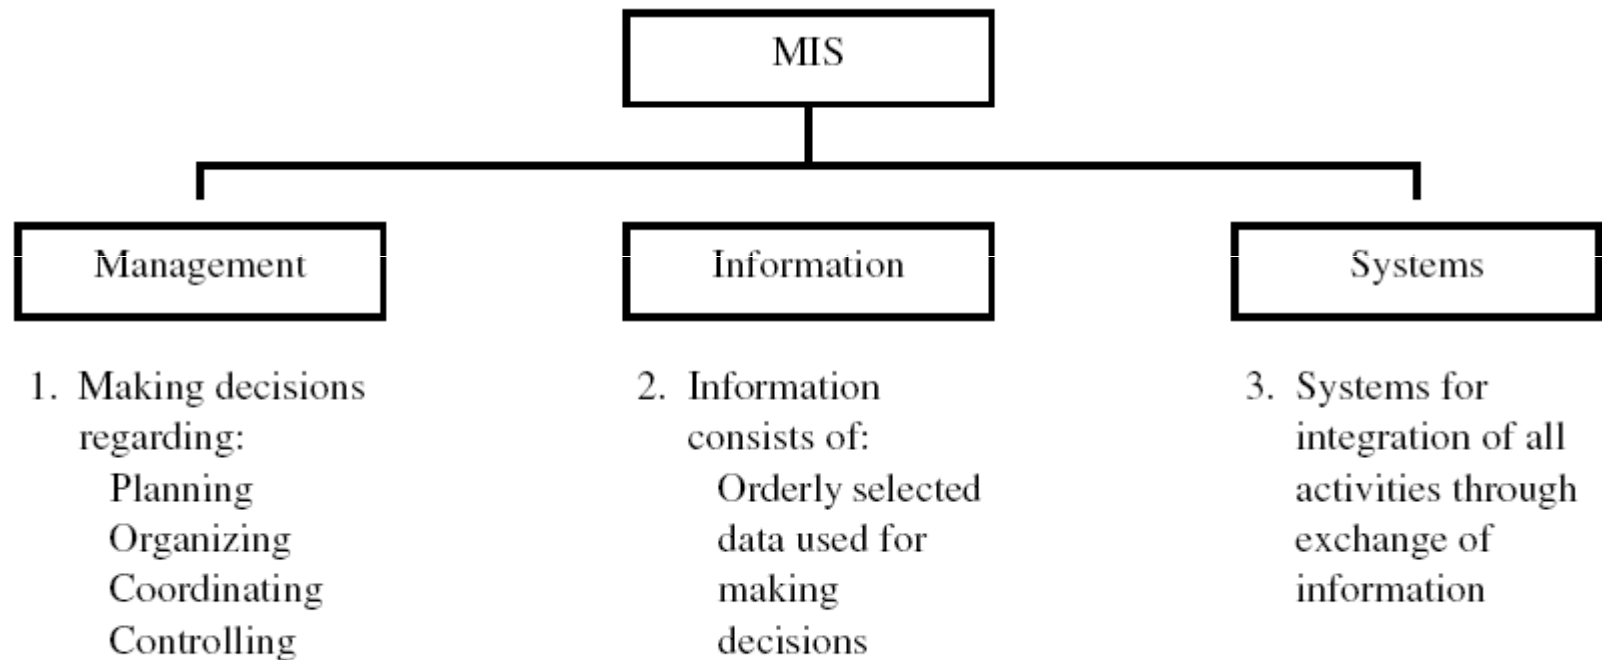 MIS
Management
Information
Systems
1. Making decisions
regarding:
Planning
Organizing
Coordinating
Controlling
2. Information
consists of:
Orderly selected
data used for
making
decisions
3. Systems for
integration of all
activities through
exchange of
information